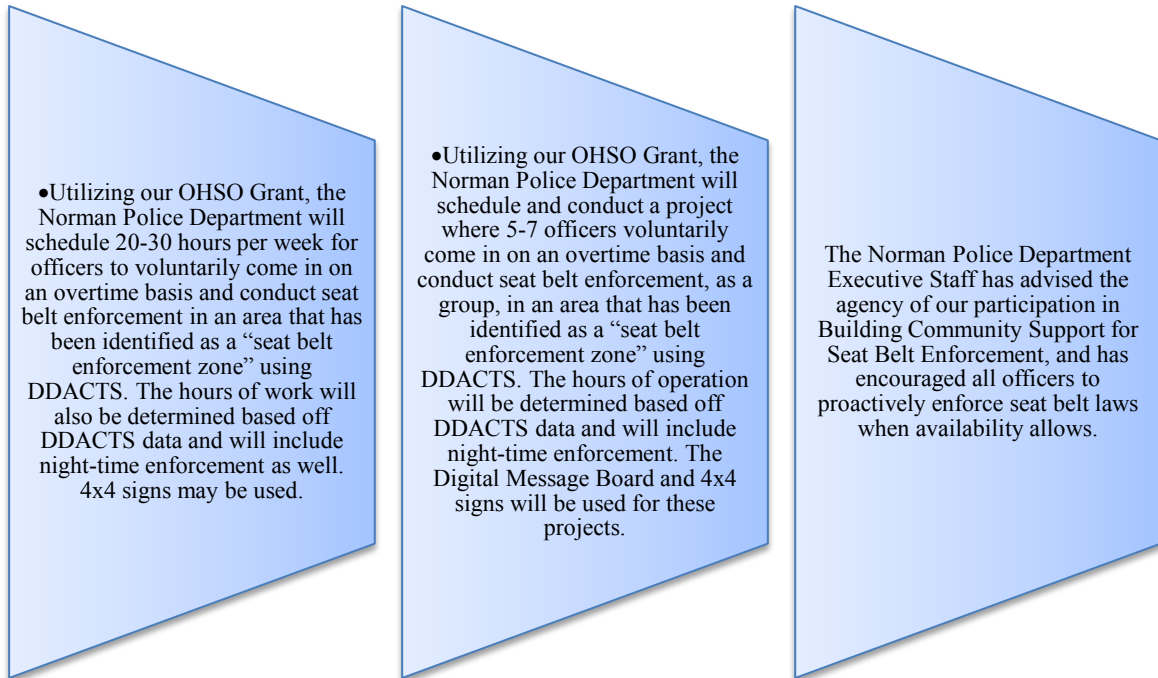 •Utilizing our OHSO Grant, the
Norman Police Department will
schedule 20-30 hours per week for
officers to voluntarily come in on
an overtime basis and conduct seat
belt enforcement in an area that has
been identified as a “seat belt
enforcement zone” using
DDACTS. The hours of work will
also be determined based off
DDACTS data and will include
night-time enforcement as well.
4x4 signs may be used.
•Utilizing our OHSO Grant, the
Norman Police Department will
schedule and conduct a project
where 5-7 officers voluntarily
come in on an overtime basis and
conduct seat belt enforcement, as a
group, in an area that has been
identified as a “seat belt
enforcement zone” using
DDACTS. The hours of operation
will be determined based off
DDACTS data and will include
night-time enforcement. The
Digital Message Board and 4x4
signs will be used for these
projects.
The Norman Police Department
Executive Staff has advised the
agency of our participation in
Building Community Support for
Seat Belt Enforcement, and has
encouraged all officers to
proactively enforce seat belt laws
when availability allows.